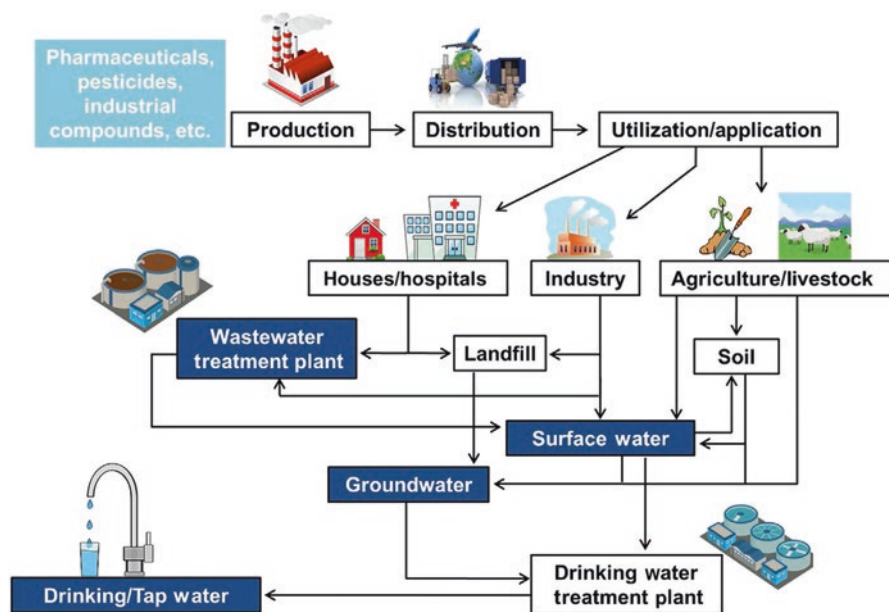 Pharmaceuticals,
pesticides,
industrial
compounds, etc.
Production
Distribution
Utilization/application
Houses/hospitals
Industry
Agriculture/livestock
Wastewater
treatment plant
Landfill
Soil
Surface water
Groundwater
Drinking/Tap water
Drinking water
treatment plant